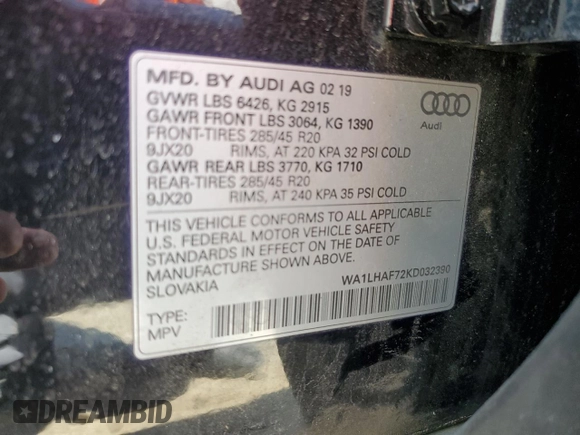 MFD. BY AUDI AG 02 19
GVWR LBS 6426, KG 2915
GAWR FRONT LBS 3064, KG 1390
FRONT-TIRES 285/45 R20
9JX20 RIMS, AT 220 KPA 32 PSI COLD
GAWR REAR LBS 3770, KG 1710
REAR-TIRES 285/45 R20
9JX20 RIMS, AT 240 KPA 35 PSI COLD
THIS VEHICLE CONFORMS TO ALL APPLICABLE
U.S. FEDERAL MOTOR VEHICLE SAFETY
STANDARDS IN EFFECT ON THE DATE OF
MANUFACTURE SHOWN ABOVE.
SLOVAKIA
WA1LHAF72KD032390
TYPE:
MPV
Audi
DREAMBID